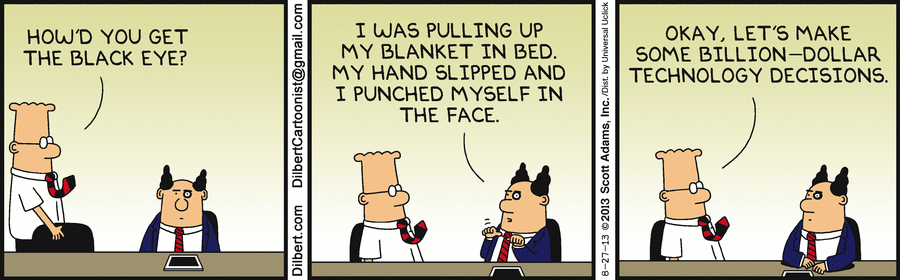 HOW'D YOU GET
THE BLACK EYE?
Dilbert.com DilbertCartoonist@gmail.com
I WAS PULLING UP
MY BLANKET IN BED.
MY HAND SLIPPED AND
I PUNCHED MYSELF IN
THE FACE.
8-27-13 © 2013 Scott Adams, Inc. /Dist. by Universal Uclick
OKAY, LET'S MAKE
SOME BILLION-DOLLAR
TECHNOLOGY DECISIONS.